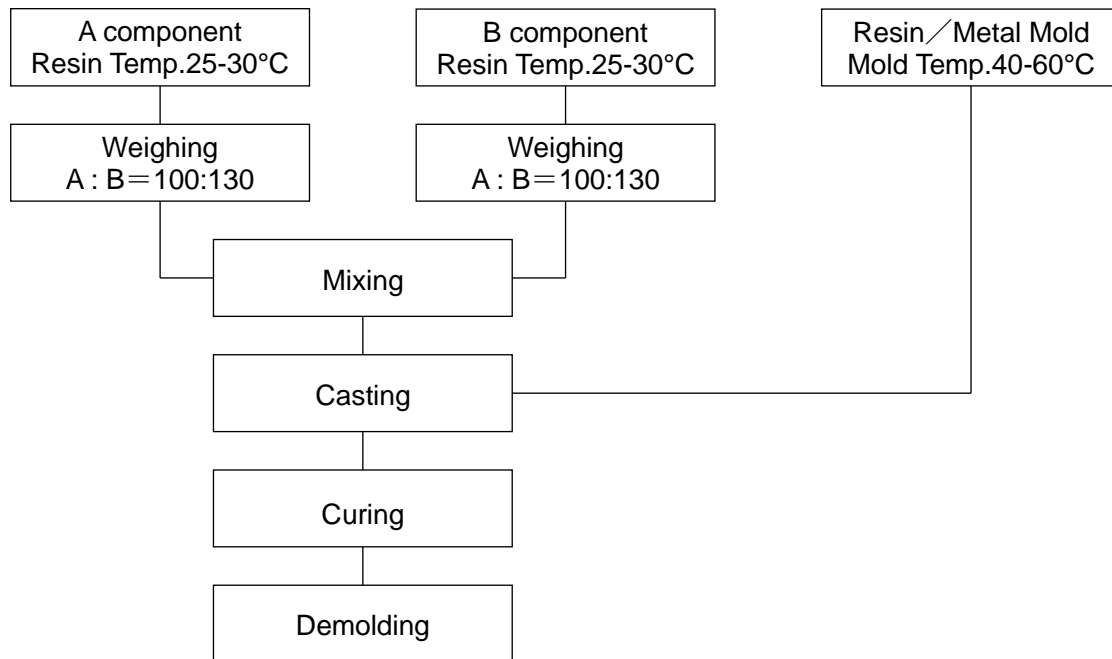 A component
Resin Temp.25-30°C
B component
Resin Temp.25-30°C
Resin／Metal Mold
Mold Temp.40-60°C
Weighing
A : B＝100:130
Weighing
A : B＝100:130
Mixing
Casting
Curing
Demolding